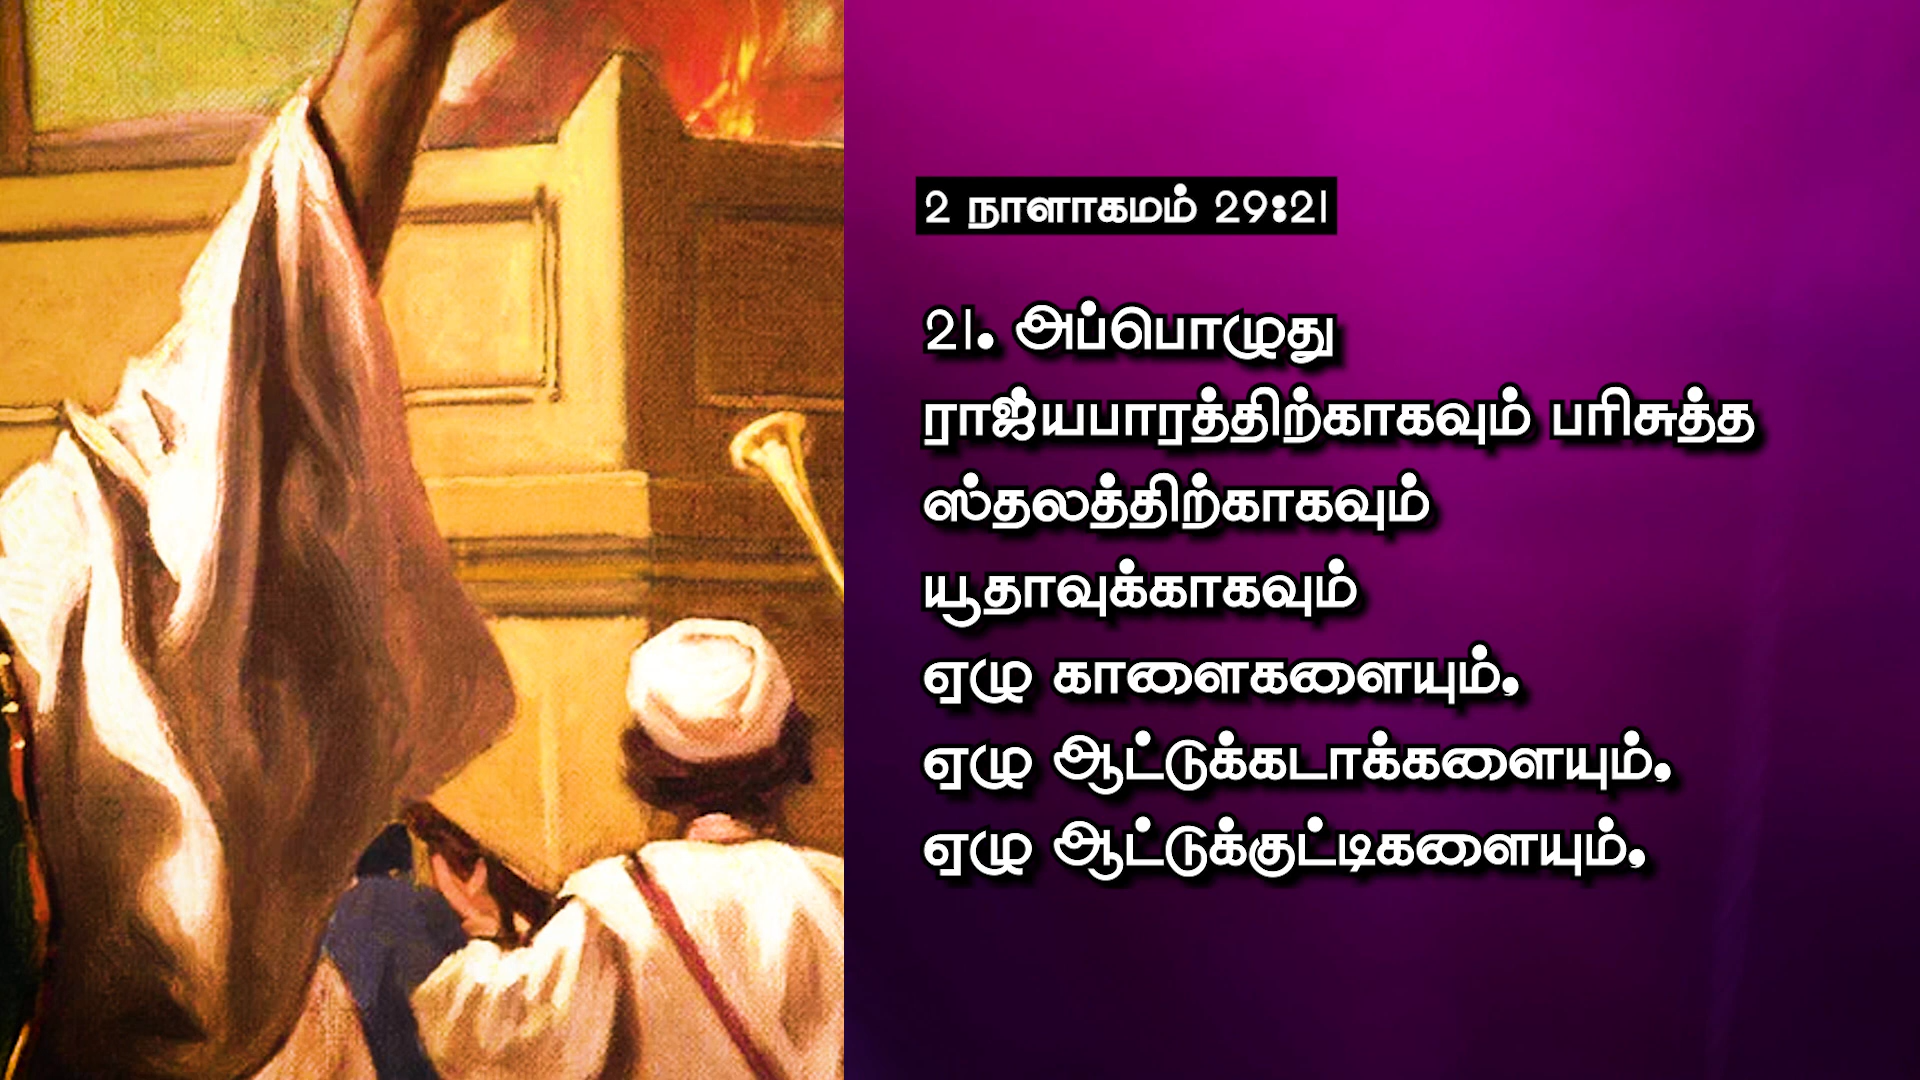 2 நாளாகமம் 29:21
21. அப்பொழுது
ராஜ்யபாரத்திற்காகவும் பரிசுத்த
ஸ்தலத்திற்காகவும்
யூதாவுக்காகவும்
ஏழு காளைகளையும்,
ஏழு ஆட்டுக்கடாக்களையும்,
ஏழு ஆட்டுக்குட்டிகளையும்,